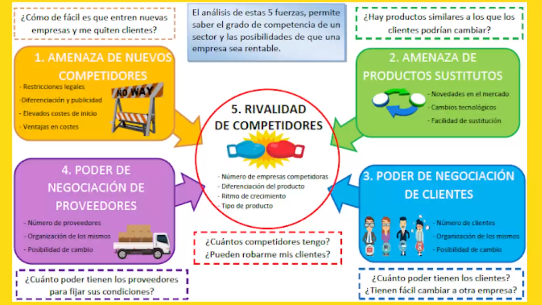 ¿Cómo de fácil es que entren nuevas
empresas y me quiten clientes?
El análisis de estas 5 fuerzas, permite
saber el grado de competencia de un
sector y las posibilidades de que una
empresa sea rentable.
¿Hay productos similares a los que los
clientes podrían cambiar?
1. AMENAZA DE NUEVOS
COMPETIDORES
- Restricciones legales
-Diferenciación y publicidad
- Elevados costes de inicio
- Ventajas en costes
NO WAY
2. AMENAZA DE
PRODUCTOS SUSTITUTOS
- Novedades en el mercado
- Cambios tecnológicos
- Facilidad de sustitución
5. RIVALIDAD
DE COMPETIDORES
- Número de empresas competidoras
- Diferenciación del producto
- Ritmo de crecimiento
- Tipo de producto
4. PODER DE
NEGOCIACIÓN DE
PROVEEDORES
- Número de proveedores
- Organización de los mismos
- Posibilidad de cambio
3. PODER DE NEGOCIACIÓN
DE CLIENTES
- Número de clientes
- Organización de los mismos
- Posibilidad de cambio
¿Cuántos competidores tengo?
¿Pueden robarme mis clientes?
¿Cuánto poder tienen los proveedores
para fijar sus condiciones?
¿Cuánto poder tienen los clientes?
¿Tienen fácil cambiar a otra empresa?